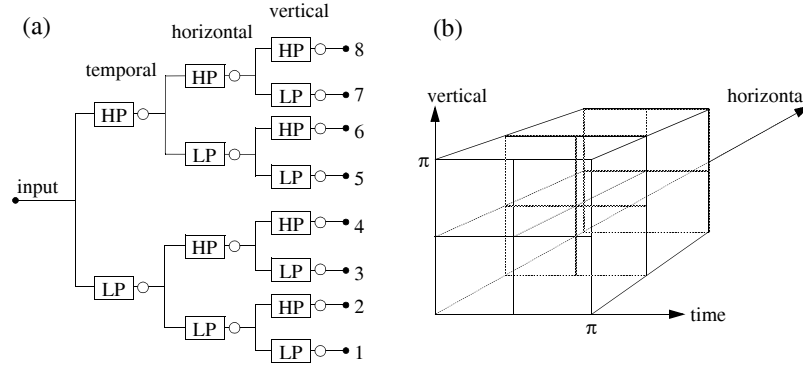 (a)
temporal
horizontal
vertical
input
HP
LP
HP
LP
HP
LP
HP
LP
HP
LP
HP
LP
HP
LP
8
7
6
5
4
3
2
1
(b)
vertical
horizonta
π
π
time